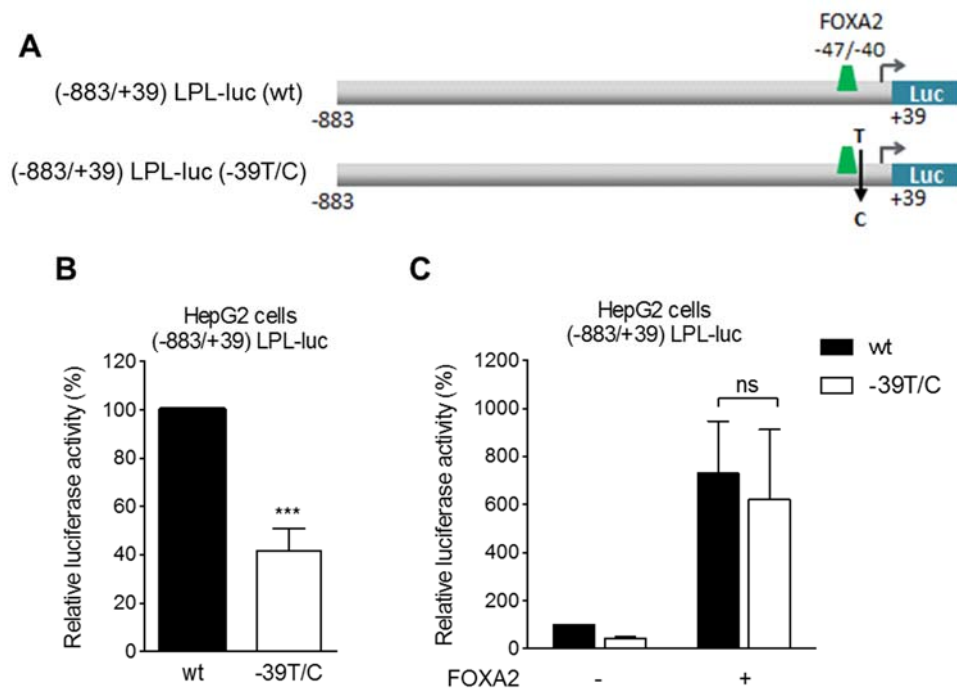 A
FOXA2
-47/-40
(-883/+39) LPL-luc (wt)
Luc
-883
+39
T
(-883/+39) LPL-luc (-39T/C)
Luc
-883
+39
C
B
HepG2 cells
(-883/+39) LPL-luc
Relative luciferase activity (%)
120
100
80
60
40
20
0
***
wt
-39T/C
C
HepG2 cells
(-883/+39) LPL-luc
wt
-39T/C
Relative luciferase activity (%)
1200
1000
800
600
400
200
0
ns
FOXA2
-
+